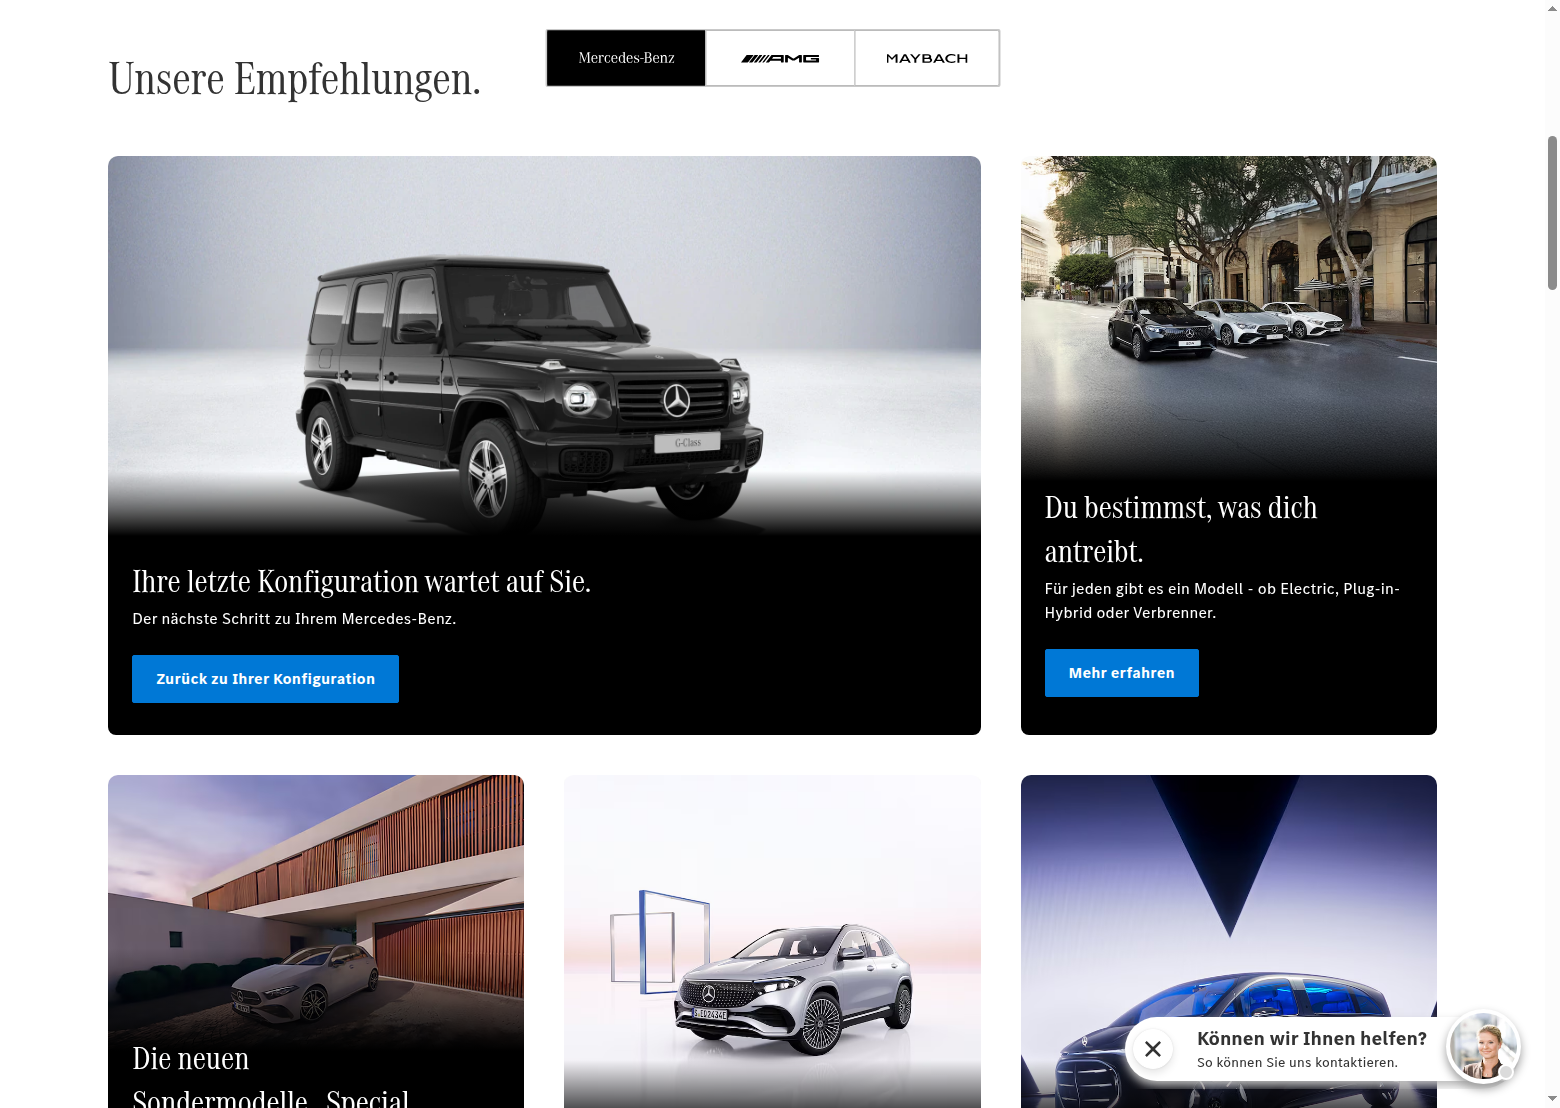 Unsere Empfehlungen.
Mercedes-Benz
AMG
MAYBACH
G-Class
Ihre letzte Konfiguration wartet auf Sie.
Der nächste Schritt zu Ihrem Mercedes-Benz.
Zurück zu Ihrer Konfiguration
Du bestimmst, was dich
antreibt.
Für jeden gibt es ein Modell - ob Electric, Plug-in-
Hybrid oder Verbrenner.
Mehr erfahren
Die neuen
Sondermodelle „Special
Können wir Ihnen helfen?
So können Sie uns kontaktieren.